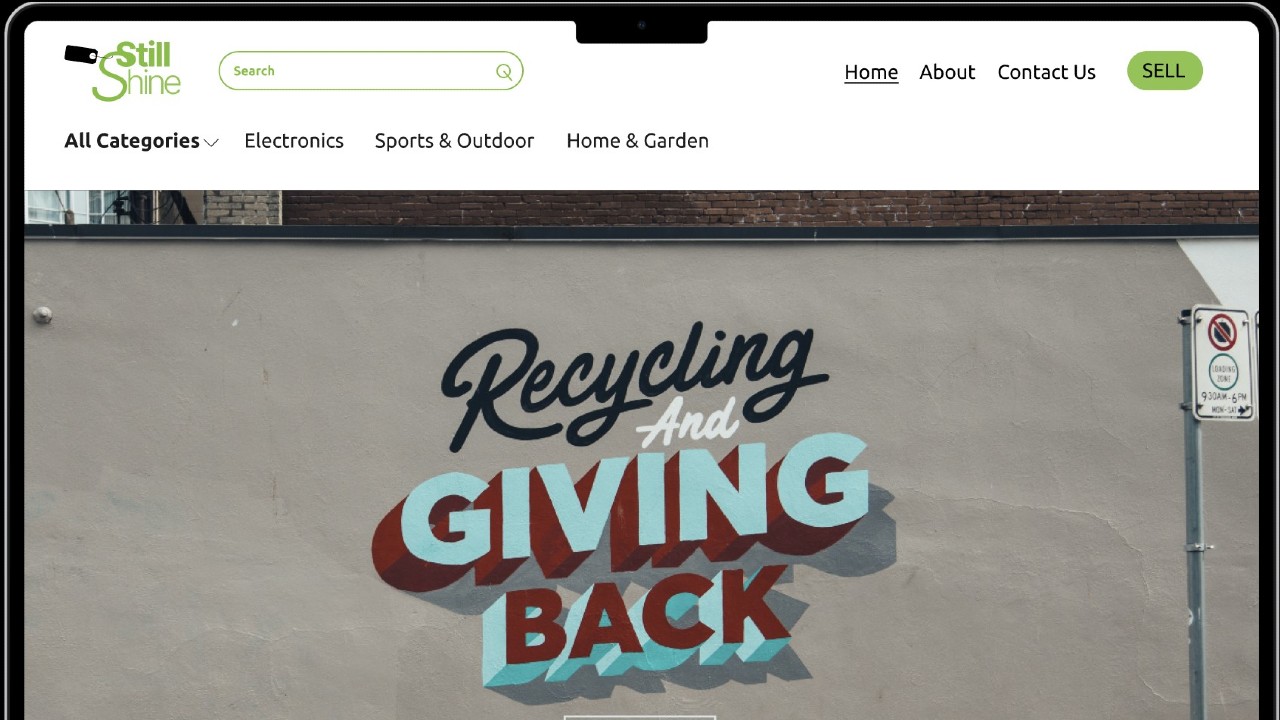 Still
Shine
Search
Home About Contact Us SELL
All Categories Electronics Sports & Outdoor Home & Garden
Recycling
And
GIVING
BACK
LOADING
ZONE
9:30AM-6PM
MON-SAT